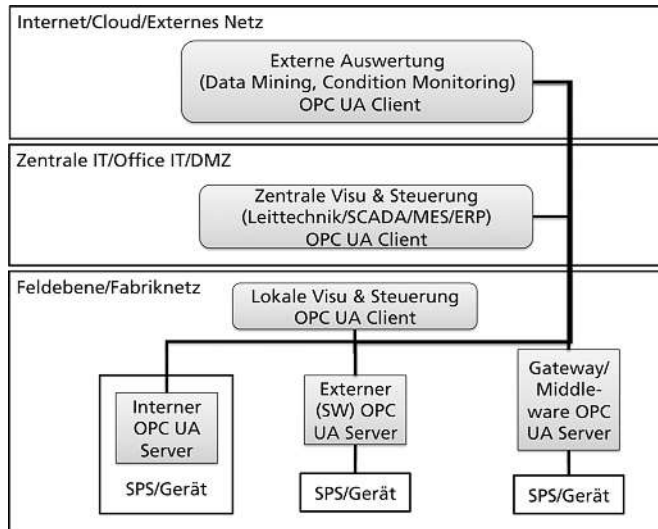 Internet/Cloud/Externes Netz
Externe Auswertung
(Data Mining, Condition Monitoring)
OPC UA Client
Zentrale IT/Office IT/DMZ
Zentrale Visu & Steuerung
(Leittechnik/SCADA/MES/ERP)
OPC UA Client
Feldebene/Fabriknetz
Lokale Visu & Steuerung
OPC UA Client
Interner
OPC UA
Server
SPS/Gerät
Externer
(SW) OPC
UA Server
SPS/Gerät
Gateway/
Middle-
ware OPC
UA Server
SPS/Gerät